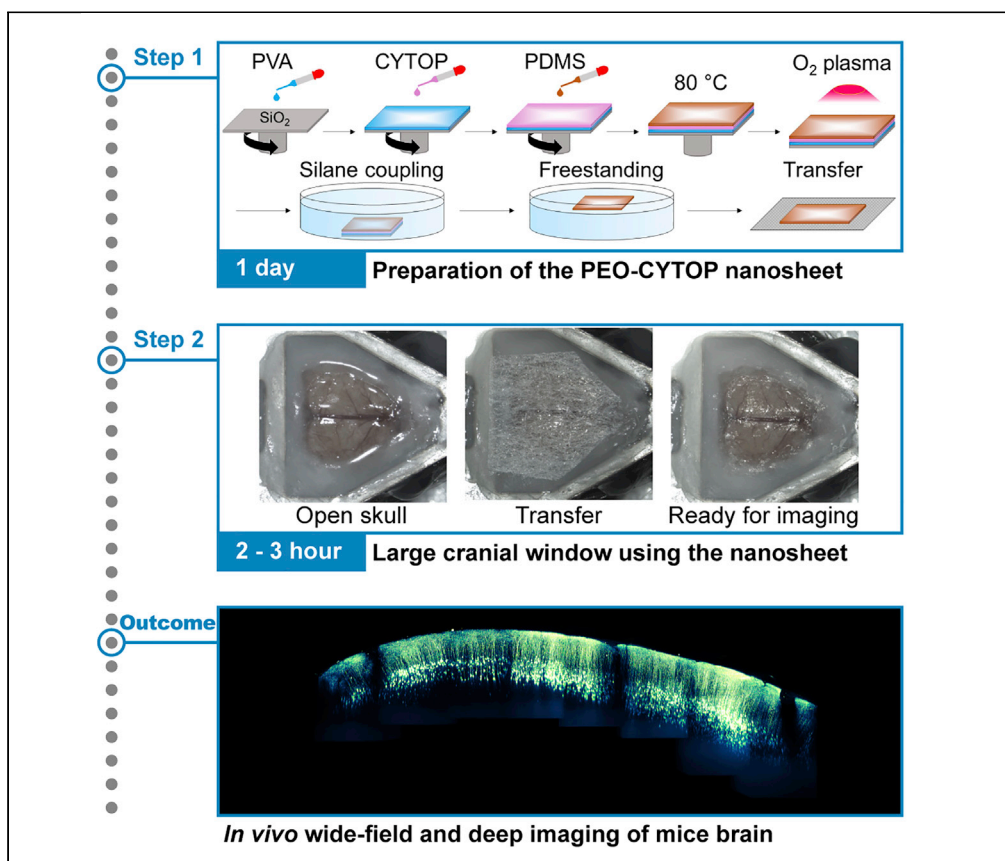 Step 1
PVA
CYTOP
PDMS
80 °C
O₂ plasma
SiO₂
Silane coupling
Freestanding
Transfer
1 day
Preparation of the PEO-CYTOP nanosheet
Step 2
Open skull
Transfer
Ready for imaging
2 - 3 hour
Large cranial window using the nanosheet
Outcome
In vivo wide-field and deep imaging of mice brain